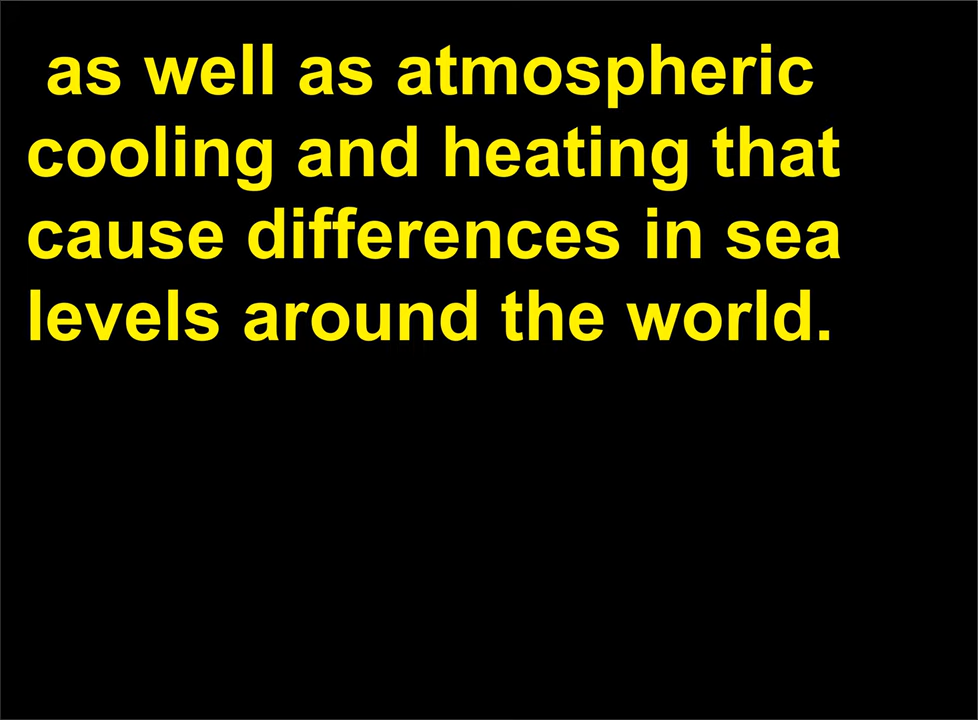 as well as atmospheric
cooling and heating that
cause differences in sea
levels around the world.